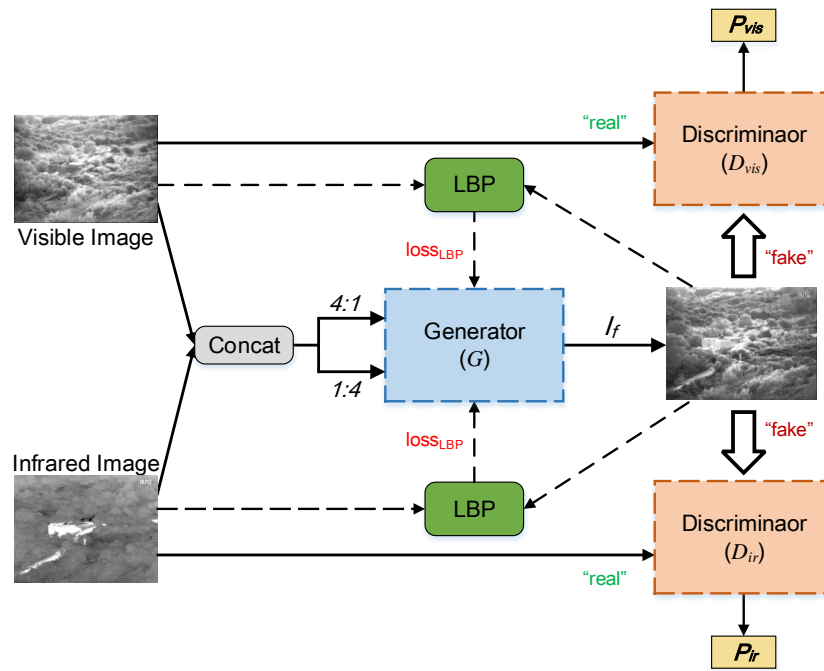 P_vis
"real"
Discriminaor
(D_vis)
LBP
Visible Image
loss_LBP
"fake"
4:1
Concat
Generator
(G)
I_f
1:4
"fake"
loss_LBP
Infrared Image
LBP
Discriminaor
(D_ir)
"real"
P_ir